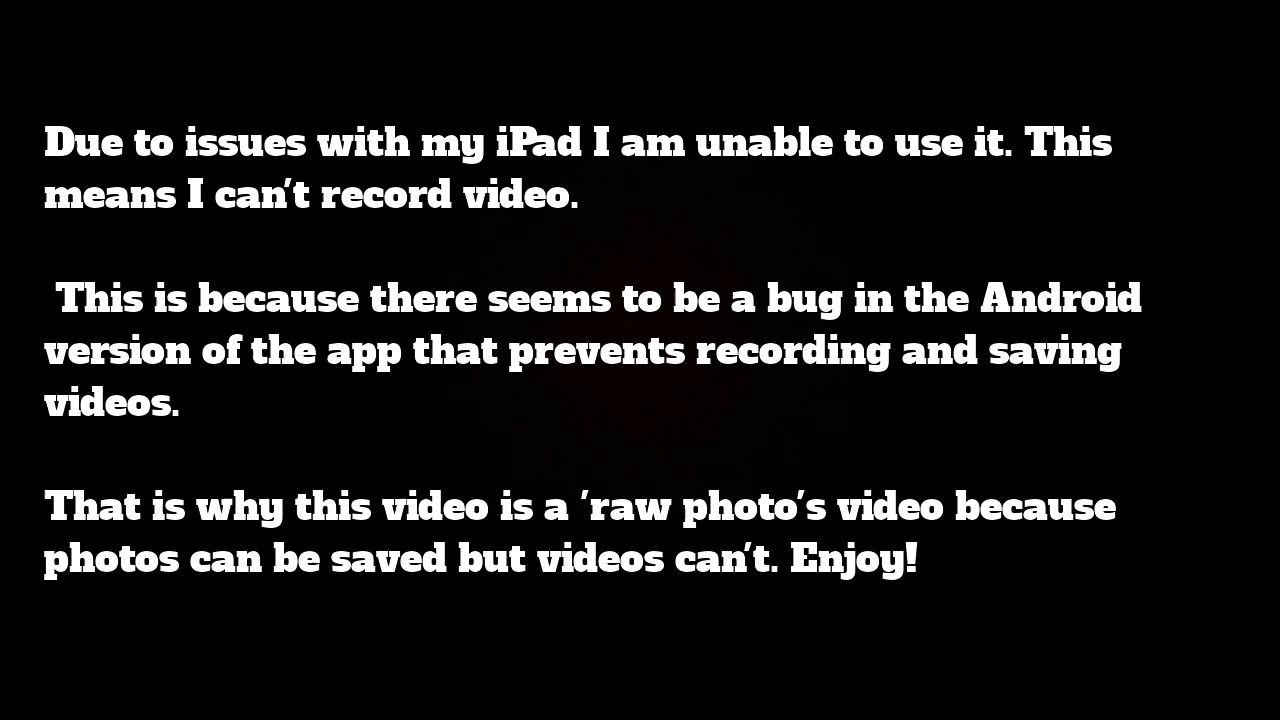 Due to issues with my iPad I am unable to use it. This
means I can't record video.
This is because there seems to be a bug in the Android
version of the app that prevents recording and saving
videos.
That is why this video is a 'raw photo's video because
photos can be saved but videos can't. Enjoy!